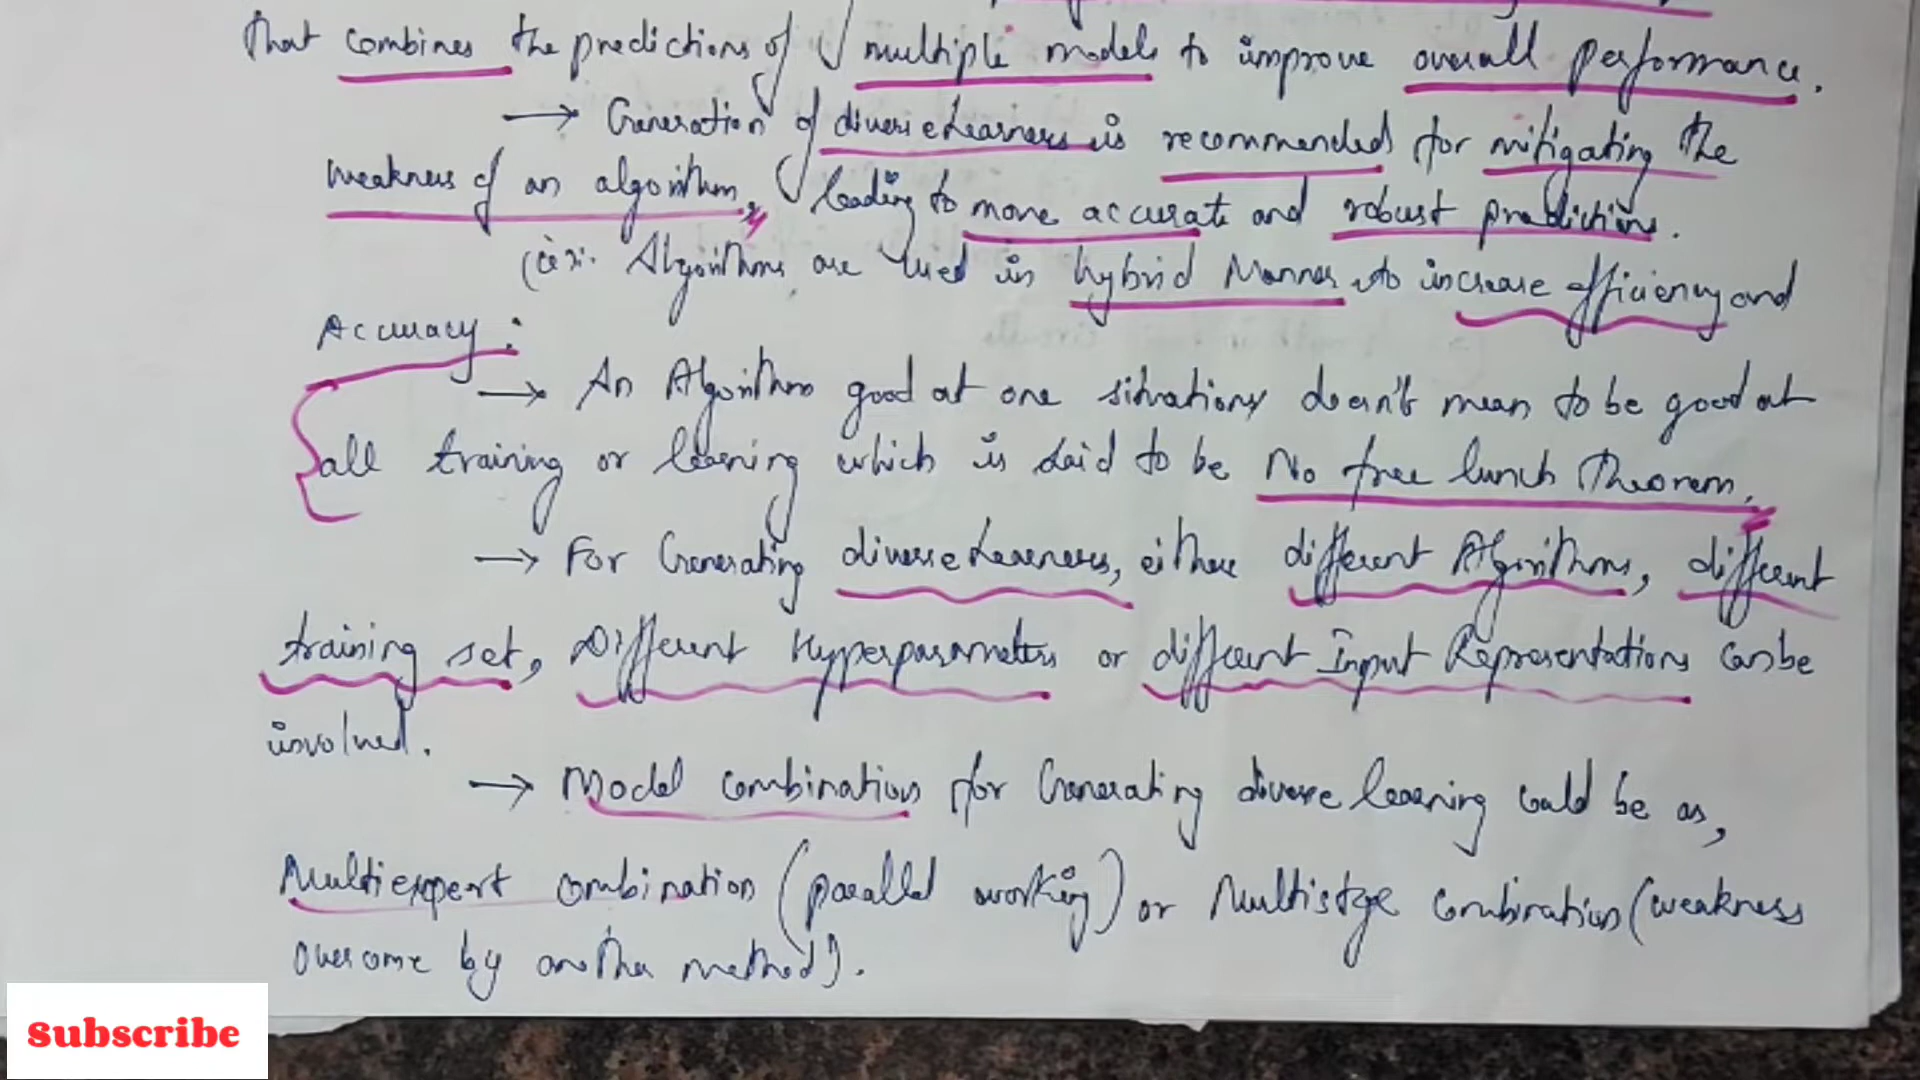 that combines the predictions of multiple models to improve overall performance.
→ Generation of diverse learners is recommended for mitigating the
weakness of an algorithm, leading to more accurate and robust predictions.
(ex:. Algorithms are used in hybrid Manner to increase efficiency and
Accuracy:
→ An Algorithm good at one situations doesn't mean to be good at
all training or learning which is said to be No free lunch Theorem.
→ For Generating diverse learners, either different Algorithms, different
training set, Different Hyperparameters or different Input Representations can be
involved.
→ Model combinations for Generating diverse learning could be as,
Multiexpert combination (parallel working) or Multistage combinations (weakness
overcome by another method).
Subscribe